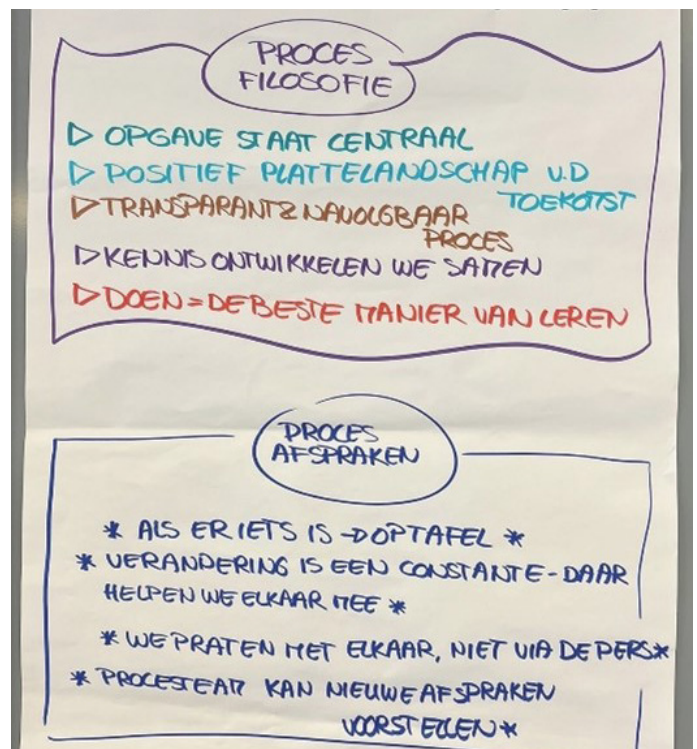 PROCES
FILOSOFIE
▷ OPGAVE STAAT CENTRAAL
▷ POSITIEF PLATTELANDSCHAP V.D
TOEKOMST
▷ TRANSPARANT & NAVOLGBAAR
PROCES
▷ KENNIS ONTWIKKELEN WE SAMEN
▷ DOEN = DE BESTE MANIER VAN LEREN
PROCES
AFSPRAKEN
* ALS ER IETS IS → OP TAFEL *
* VERANDERING IS EEN CONSTANTE - DAAR
HELPEN WE ELKAAR MEE *
* WE PRATEN MET ELKAAR, NIET VIA DE PERS *
* PROCESTEAM KAN NIEUWE AFSPRAKEN
VOORSTELLEN *